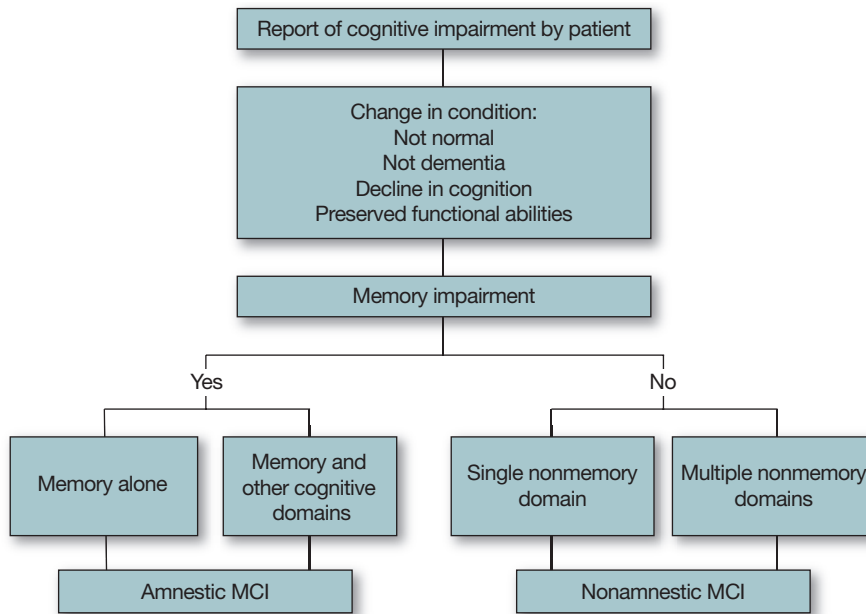 Report of cognitive impairment by patient
Change in condition:
Not normal
Not dementia
Decline in cognition
Preserved functional abilities
Memory impairment
Yes
No
Memory alone
Memory and
other cognitive
domains
Single nonmemory
domain
Multiple nonmemory
domains
Amnestic MCI
Nonamnestic MCI